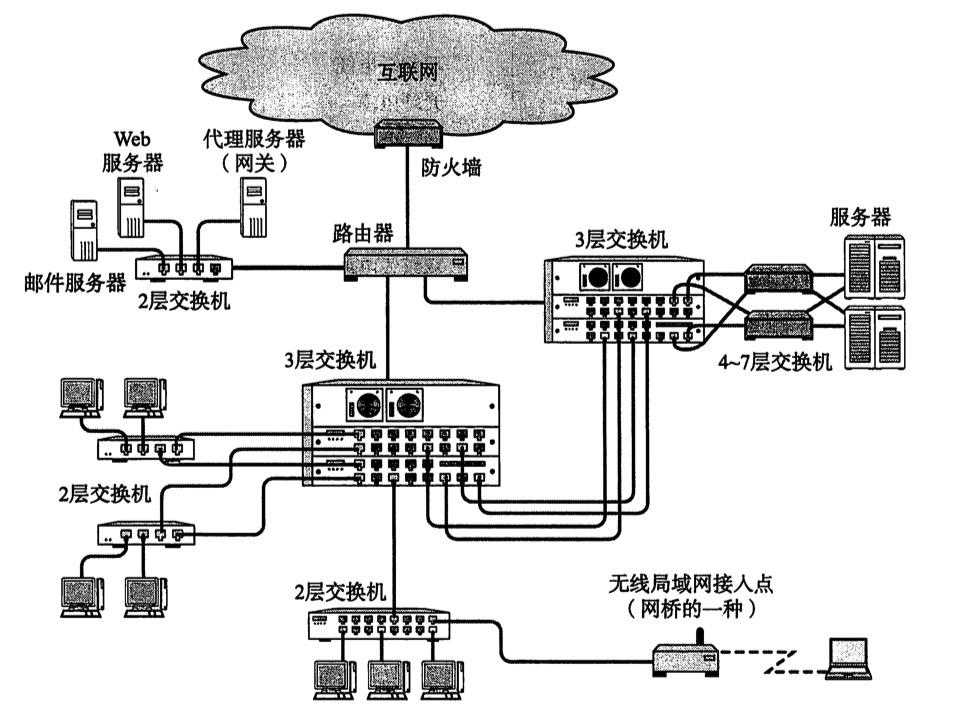 互联网
防火墙
Web
服务器
代理服务器
（网关）
邮件服务器
2层交换机
路由器
3层交换机
服务器
4~7层交换机
3层交换机
2层交换机
2层交换机
无线局域网接入点
（网桥的一种）